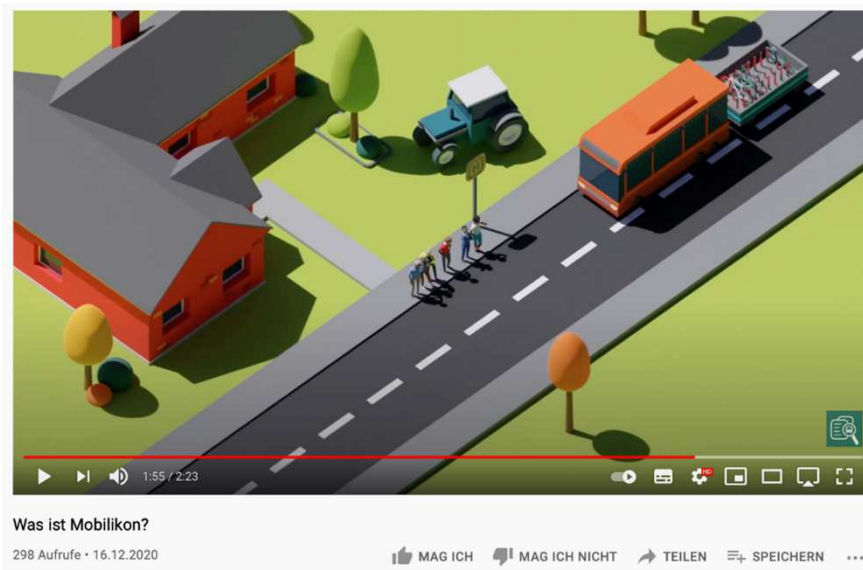 1:55 / 2:23
HD
Was ist Mobilikon?
298 Aufrufe • 16.12.2020
MAG ICH MAG ICH NICHT TEILEN SPEICHERN